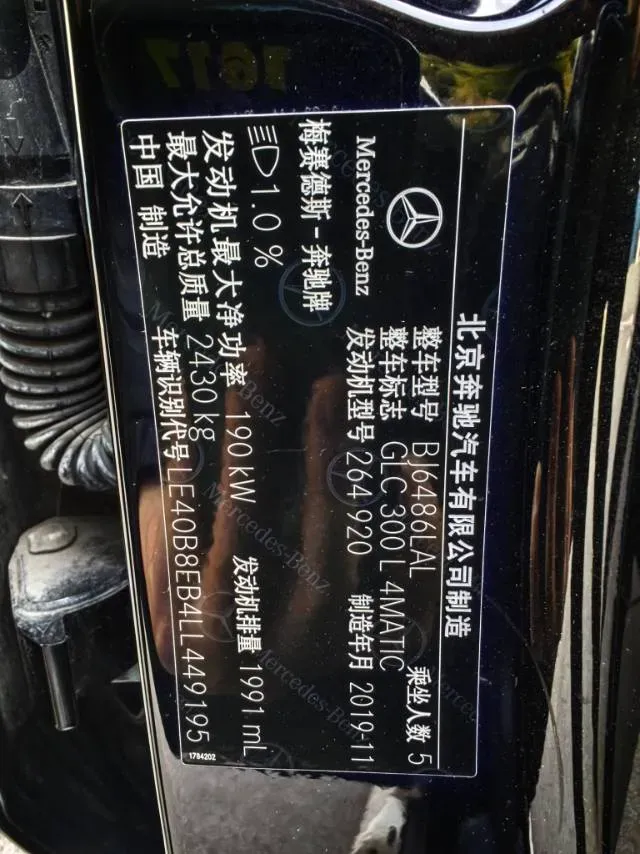 北京奔驰汽车有限公司制造
Mercedes-Benz
梅赛德斯-奔驰牌
整车型号 BJ6486LAL 乘坐人数 5
整车标志 GLC 300 L 4MATIC
发动机型号 264 920 制造年月 2019-11
1.0 %
发动机最大净功率 190 kW 发动机排量 1991 mL
最大允许总质量 2430 kg
中国 制造 车辆识别代号 LE40B8EB4LL449195
1784202
1617